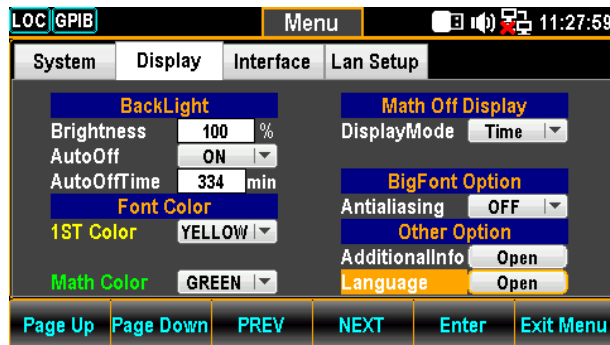 LOC GPIB Menu 11:27:59
System Display Interface Lan Setup
BackLight
Brightness 100 %
AutoOff ON
AutoOffTime 334 min
Font Color
1ST Color YELLOW
Math Color GREEN
Math Off Display
DisplayMode Time
BigFont Option
Antialiasing OFF
Other Option
AdditionalInfo Open
Language Open
Page Up Page Down PREV NEXT Enter Exit Menu